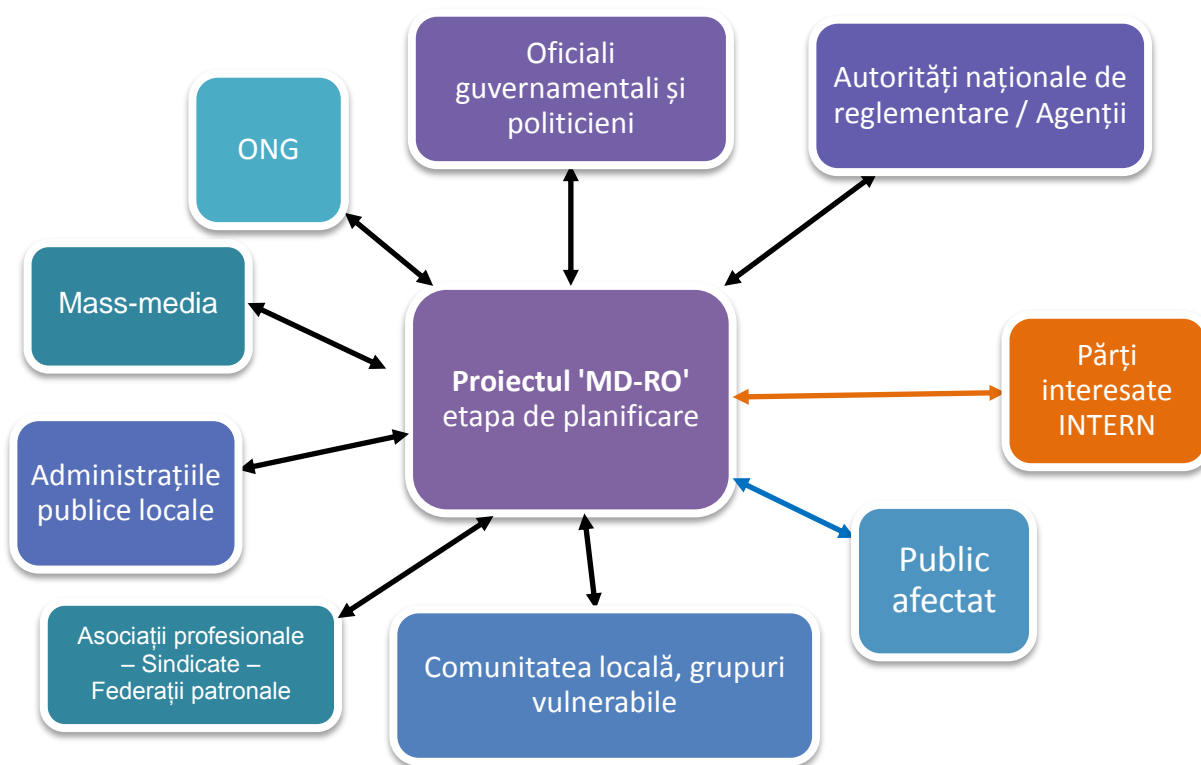 Oficiali
guvernamentali și
politicieni
Autorități naționale de
reglementare / Agenții
ONG
Mass-media
Proiectul 'MD-RO'
etapa de planificare
Părți
interesate
INTERN
Administrațiile
publice locale
Public
afectat
Asociații profesionale
– Sindicate –
Federații patronale
Comunitatea locală, grupuri
vulnerabile